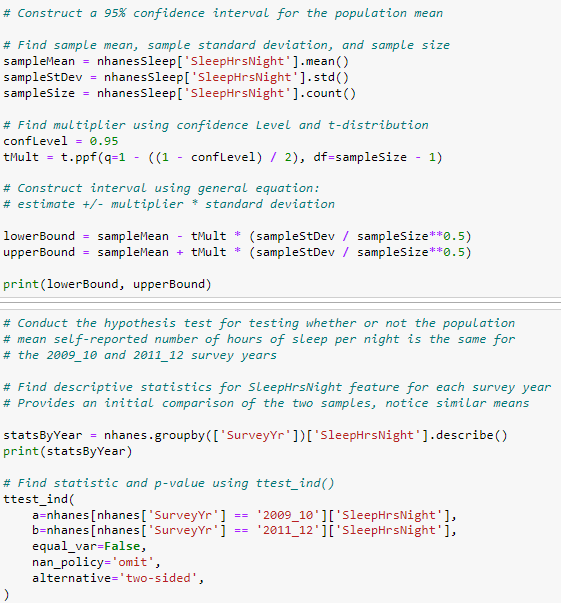 # Construct a 95% confidence interval for the population mean
# Find sample mean, sample standard deviation, and sample size
sampleMean = nhanesSleep['SleepHrsNight'].mean()
sampleStDev = nhanesSleep['SleepHrsNight'].std()
sampleSize = nhanesSleep['SleepHrsNight'].count()
# Find multiplier using confidence Level and t-distribution
confLevel = 0.95
tMult = t.ppf(q=1 - ((1 - confLevel) / 2), df=sampleSize - 1)
# Construct interval using general equation:
# estimate +/- multiplier * standard deviation
lowerBound = sampleMean - tMult * (sampleStDev / sampleSize**0.5)
upperBound = sampleMean + tMult * (sampleStDev / sampleSize**0.5)
print(lowerBound, upperBound)
# Conduct the hypothesis test for testing whether or not the population
# mean self-reported number of hours of sleep per night is the same for
# the 2009_10 and 2011_12 survey years
# Find descriptive statistics for SleepHrsNight feature for each survey year
# Provides an initial comparison of the two samples, notice similar means
statsByYear = nhanes.groupby(['SurveyYr'])['SleepHrsNight'].describe()
print(statsByYear)
# Find statistic and p-value using ttest_ind()
ttest_ind(
    a=nhanes[nhanes['SurveyYr'] == '2009_10']['SleepHrsNight'],
    b=nhanes[nhanes['SurveyYr'] == '2011_12']['SleepHrsNight'],
    equal_var=False,
    nan_policy='omit',
    alternative='two-sided',
)